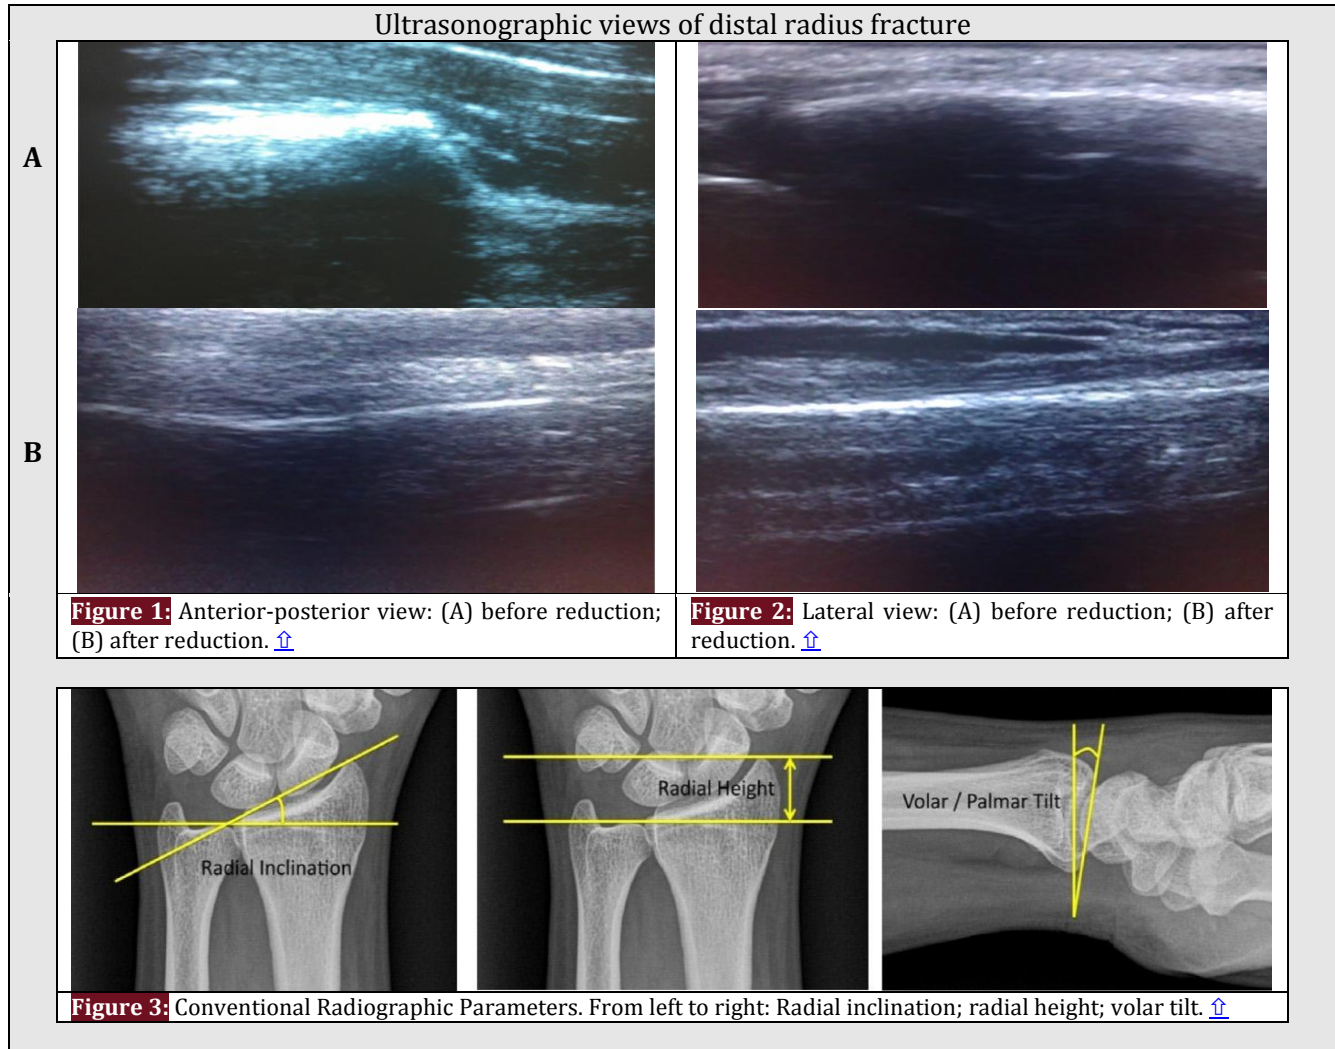 Ultrasonographic views of distal radius fracture
A
B
Figure 1: Anterior-posterior view: (A) before reduction;
(B) after reduction. ⇧
Figure 2: Lateral view: (A) before reduction; (B) after
reduction. ⇧
Radial Inclination
Radial Height
Volar / Palmar Tilt
Figure 3: Conventional Radiographic Parameters. From left to right: Radial inclination; radial height; volar tilt. ⇧